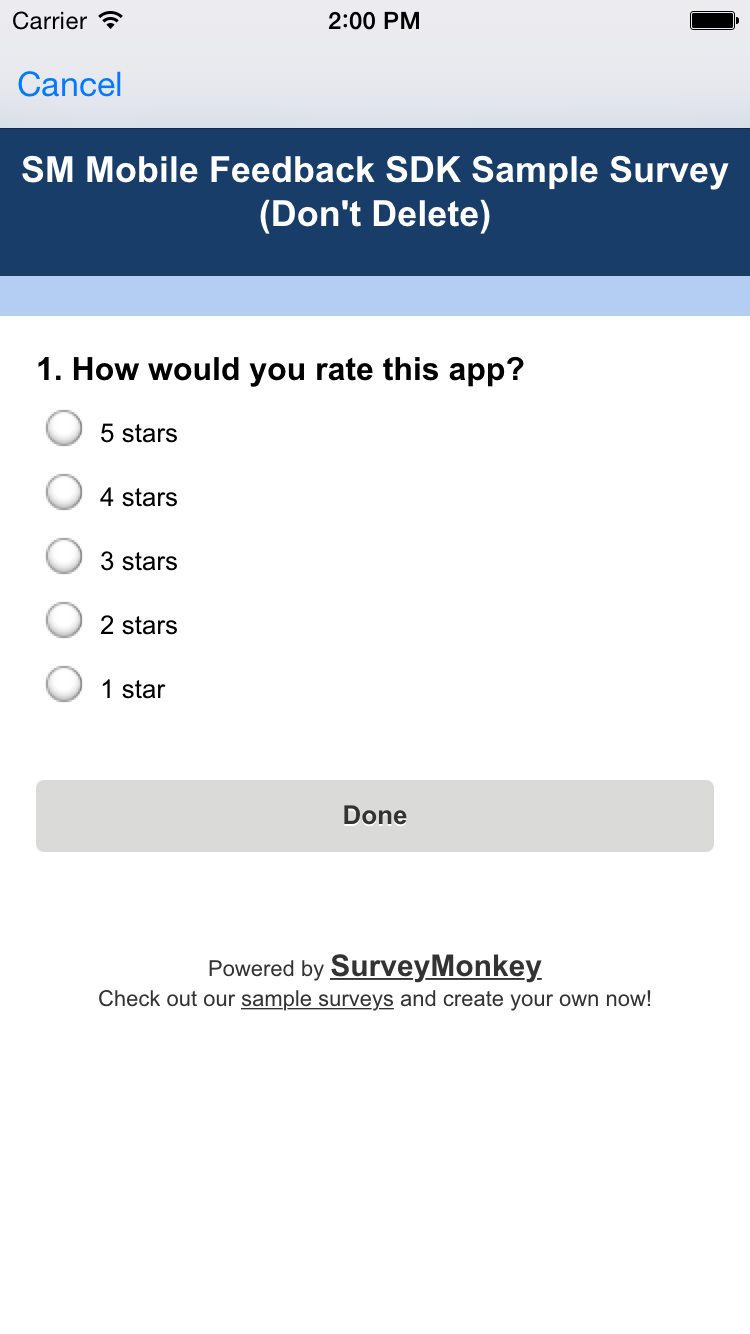 Carrier 2:00 PM
Cancel
SM Mobile Feedback SDK Sample Survey
(Don't Delete)
1. How would you rate this app?
5 stars
4 stars
3 stars
2 stars
1 star
Done
Powered by SurveyMonkey
Check out our sample surveys and create your own now!